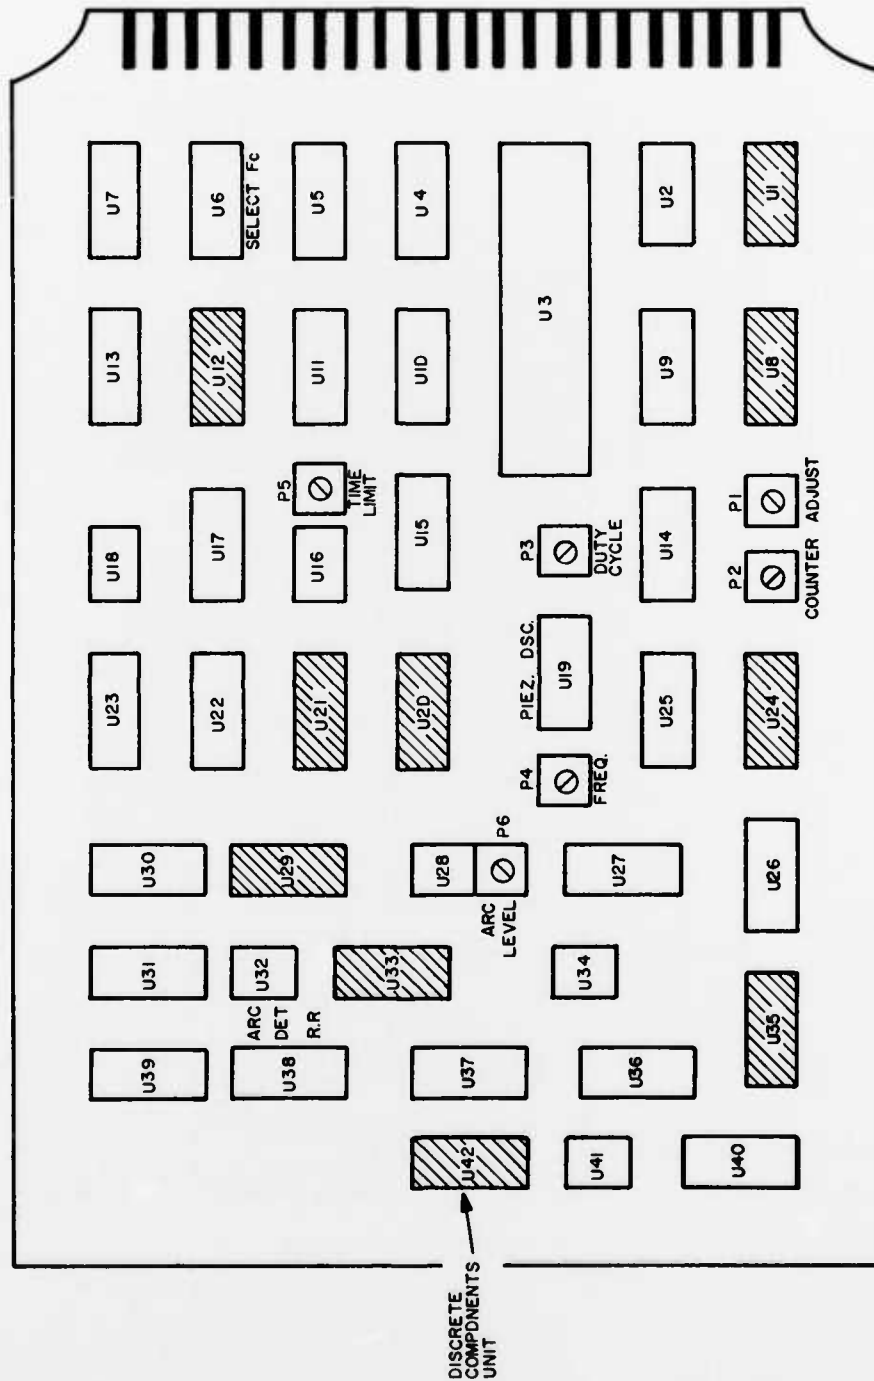 U7
U6
SELECT Fc
U5
U4
U3
U2
U1
U13
U12
U11
U10
U9
U8
P5
TIME
LIMIT
P1
P2
COUNTER ADJUST
U18
U17
U16
U15
P3
DUTY
CYCLE
U14
U23
U22
U21
U20
PIEZ. DSC.
U19
U25
U24
P4
FREQ.
U30
U29
U28
P6
ARC
LEVEL
U27
U26
U31
U32
ARC
DET
R.R
U33
U34
U35
U39
U38
U37
U36
U42
U41
U40
DISCRETE
COMPONENTS
UNIT